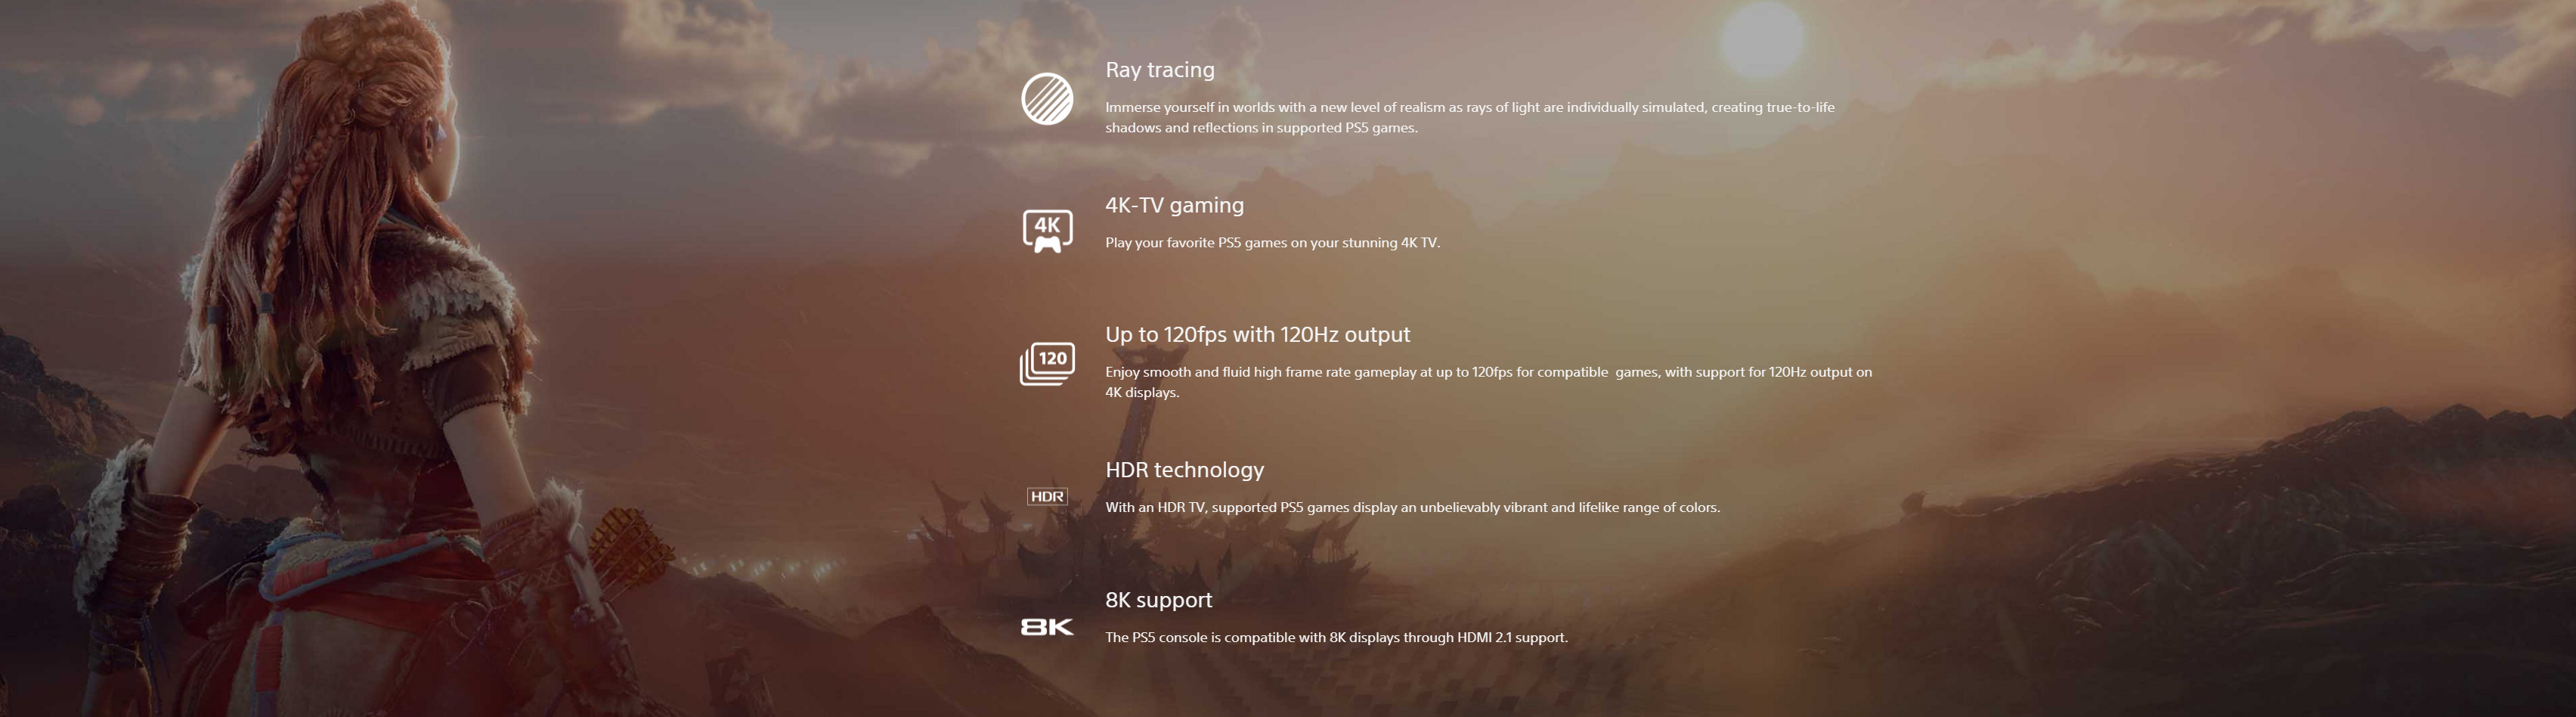 Ray tracing
Immerse yourself in worlds with a new level of realism as rays of light are individually simulated, creating true-to-life
shadows and reflections in supported PS5 games.
4K
4K-TV gaming
Play your favorite PS5 games on your stunning 4K TV.
120
Up to 120fps with 120Hz output
Enjoy smooth and fluid high frame rate gameplay at up to 120fps for compatible  games, with support for 120Hz output on
4K displays.
HDR
HDR technology
With an HDR TV, supported PS5 games display an unbelievably vibrant and lifelike range of colors.
8K
8K support
The PS5 console is compatible with 8K displays through HDMI 2.1 support.